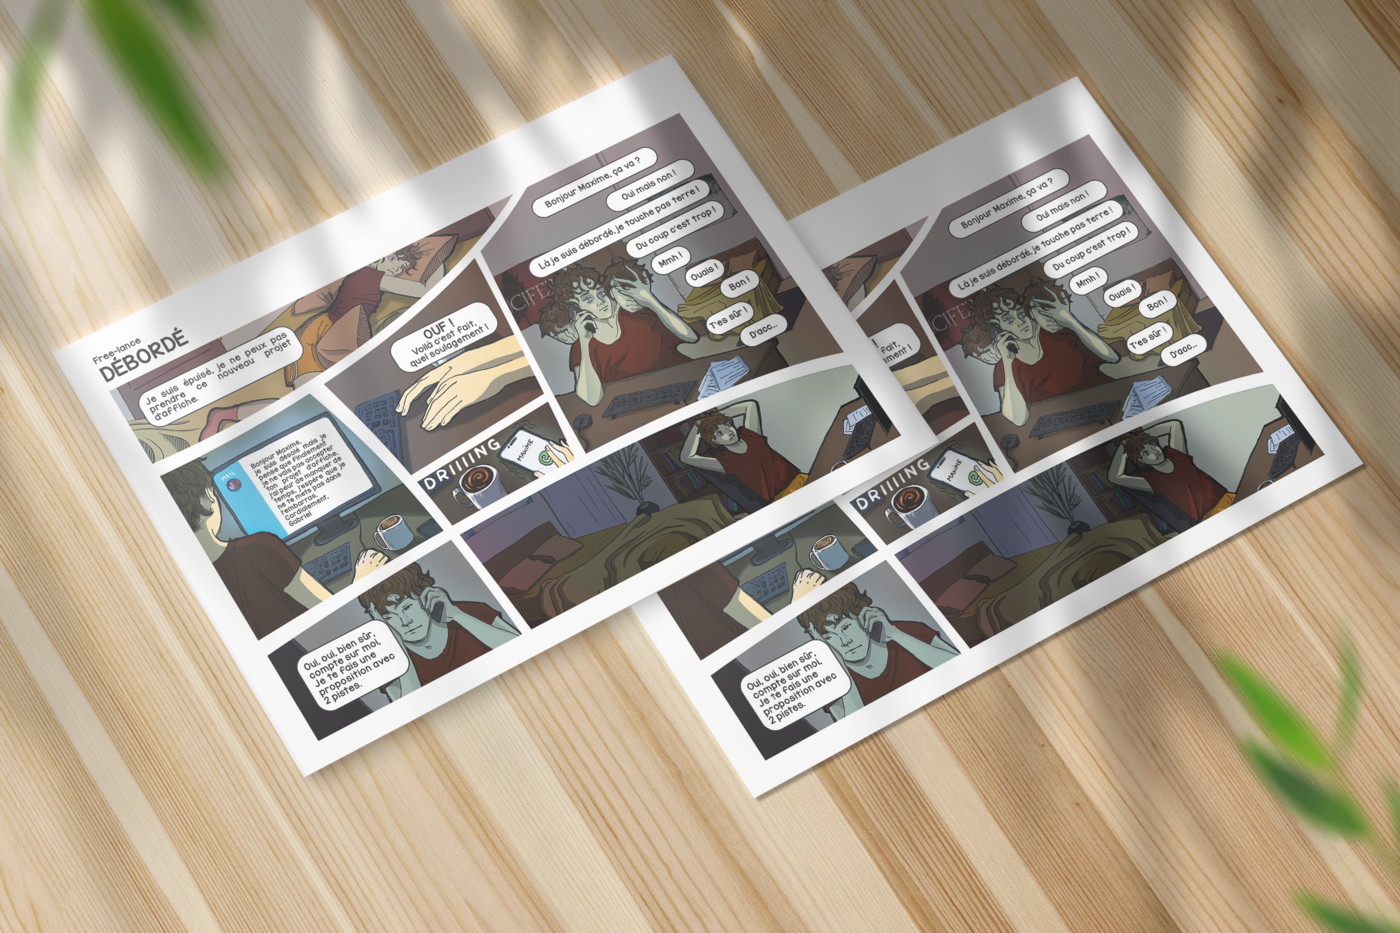 Free-lance
DÉBORDÉ
Je suis épuisé, je ne peux pas
prendre ce nouveau projet
d'affiche.
MAIL
Bonjour Maxime,
je suis désolé mais je
pense que finalement
je ne vais pas accepter
ton projet d'affiche.
J'ai peur de manquer de
temps, j'espère que je
ne te mets pas dans
l'embarras,
Cordialement,
Gabriel
OUF !
Voilà c'est fait,
quel soulagement !
DRIIIING
MAXIME
Bonjour Maxime, ça va ?
Oui mais non !
Là je suis débordé, je touche pas terre !
Du coup c'est trop !
Mmh !
Ouais !
Bon !
T'es sûr !
D'acc...
CIFE
Oui, oui, bien sûr,
compte sur moi,
Je te fais une
proposition avec
2 pistes.
fait,
ment !
DRIIIING
MAXIME
Bonjour Maxime, ça va ?
Oui mais non !
Là je suis débordé, je touche pas terre !
Du coup c'est trop !
Mmh !
Ouais !
Bon !
T'es sûr !
D'acc...
CIFE
Oui, oui, bien sûr,
compte sur moi,
Je te fais une
proposition avec
2 pistes.